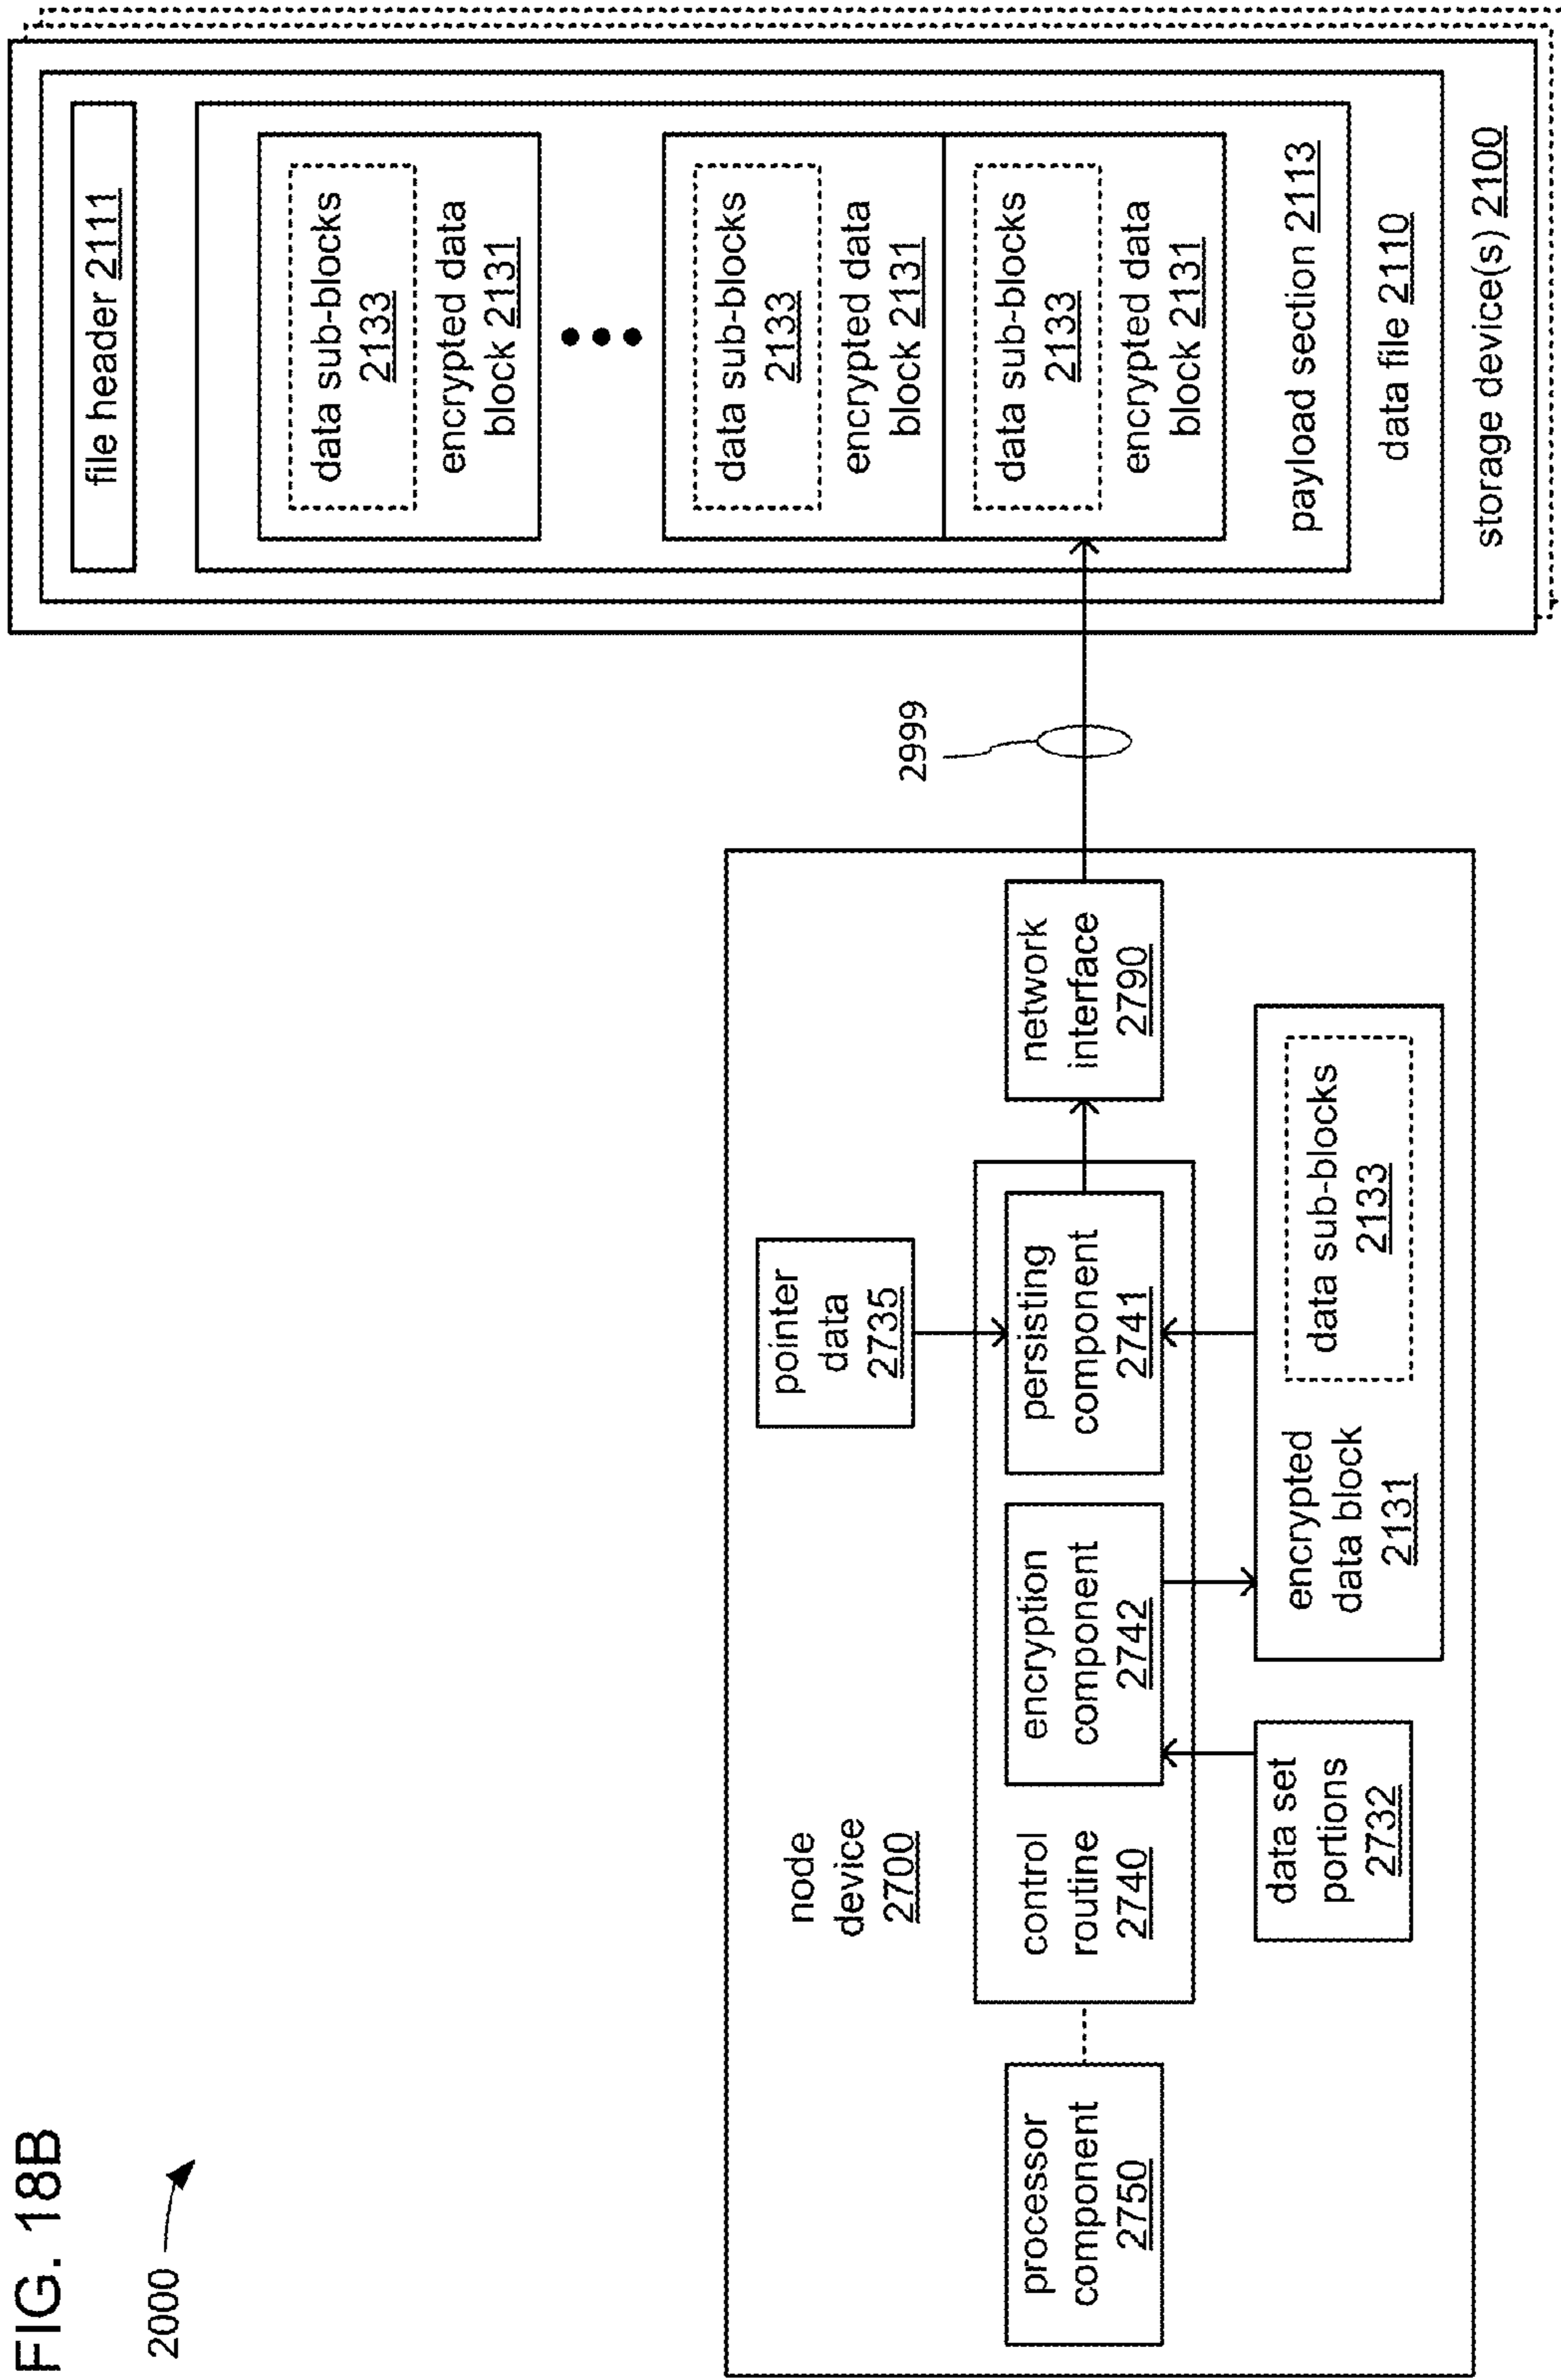 FIG. 18B
2000
processor
component
2750
node
device
2700
control
routine
2740
data set
portions
2732
encryption
component
2742
pointer
data
2735
persisting
component
2741
encrypted
data block
2131
data sub-blocks
2133
network
interface
2790
2999
file header 2111
data sub-blocks
2133
encrypted data
block 2131
data sub-blocks
2133
encrypted data
block 2131
data sub-blocks
2133
encrypted data
block 2131
payload section 2113
data file 2110
storage device(s) 2100